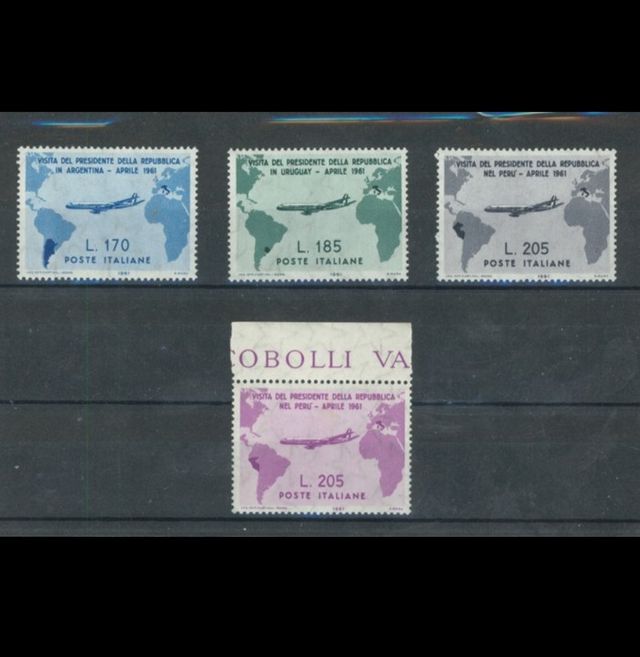 VISITA DEL PRESIDENTE DELLA REPUBBLICA
IN ARGENTINA - APRILE 1961
L. 170
POSTE ITALIANE
1961
VISITA DEL PRESIDENTE DELLA REPUBBLICA
IN URUGUAY - APRILE 1961
L. 185
POSTE ITALIANE
1961
VISITA DEL PRESIDENTE DELLA REPUBBLICA
NEL PERU' - APRILE 1961
L. 205
POSTE ITALIANE
1961
COBOLLI VA
VISITA DEL PRESIDENTE DELLA REPUBBLICA
NEL PERU' - APRILE 1961
L. 205
POSTE ITALIANE
1961